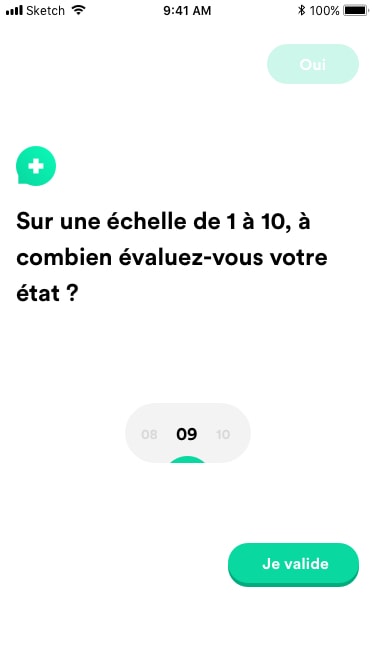 Sketch 9:41 AM 100%
Oui
Sur une échelle de 1 à 10, à
combien évaluez-vous votre
état ?
08 09 10
Je valide